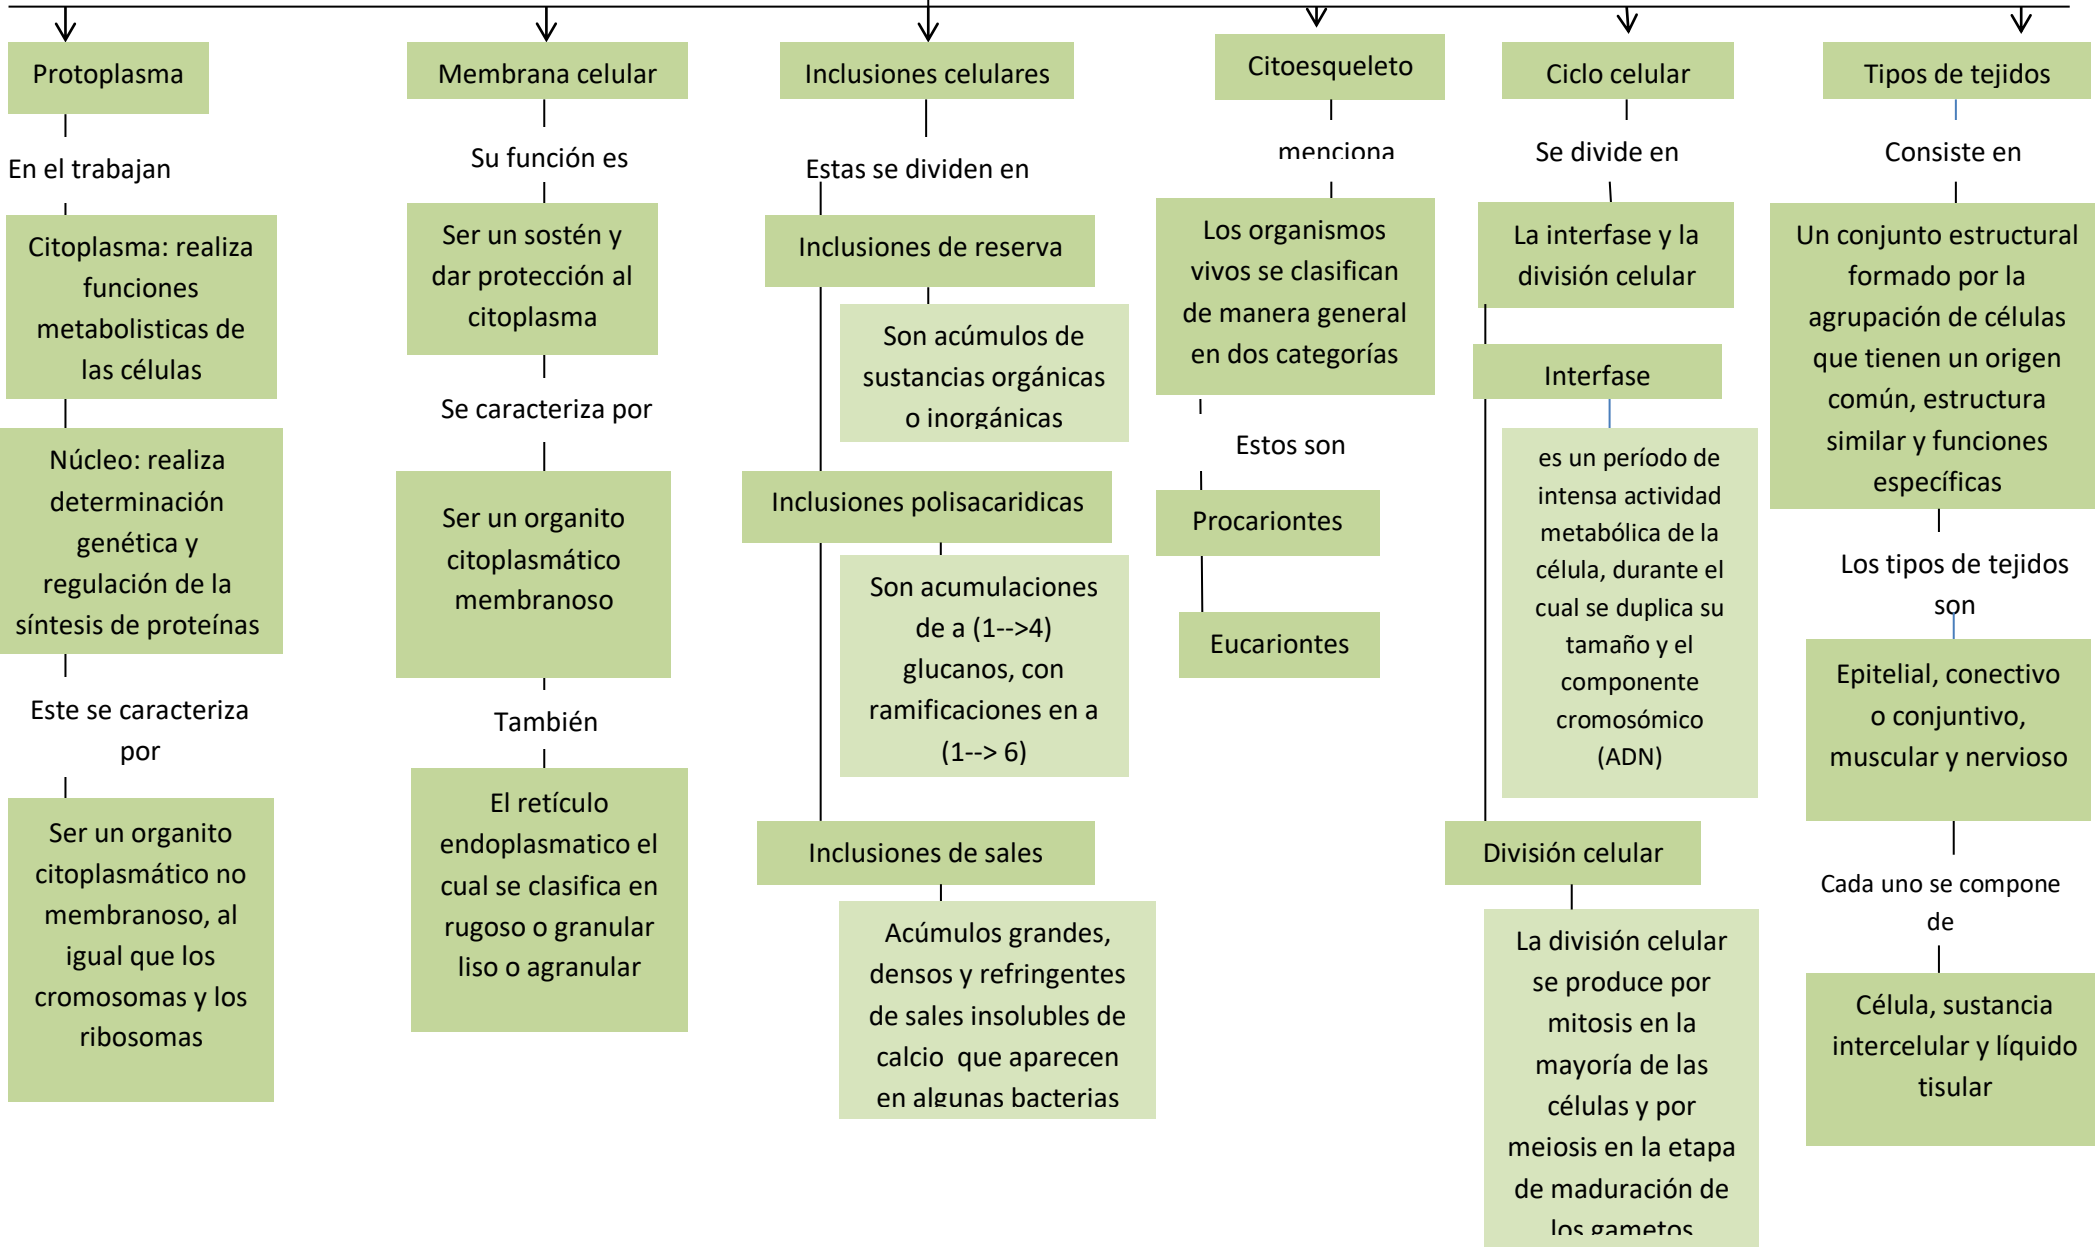 Protoplasma
En el trabajan
Citoplasma: realiza
funciones
metabolisticas de
las células
Núcleo: realiza
determinación
genética y
regulación de la
síntesis de proteínas
Este se caracteriza
por
Ser un organito
citoplasmático no
membranoso, al
igual que los
cromosomas y los
ribosomas
Membrana celular
Su función es
Ser un sostén y
dar protección al
citoplasma
Se caracteriza por
Ser un organito
citoplasmático
membranoso
También
El retículo
endoplasmatico el
cual se clasifica en
rugoso o granular
liso o agranular
Inclusiones celulares
Estas se dividen en
Inclusiones de reserva
Son acúmulos de
sustancias orgánicas
o inorgánicas
Inclusiones polisacaridicas
Son acumulaciones
de a (1-->4)
glucanos, con
ramificaciones en a
(1--> 6)
Inclusiones de sales
Acúmulos grandes,
densos y refringentes
de sales insolubles de
calcio que aparecen
en algunas bacterias
Citoesqueleto
menciona
Los organismos
vivos se clasifican
de manera general
en dos categorías
Estos son
Procariontes
Eucariontes
Ciclo celular
Se divide en
La interfase y la
división celular
Interfase
es un período de
intensa actividad
metabólica de la
célula, durante el
cual se duplica su
tamaño y el
componente
cromosómico
(ADN)
División celular
La división celular
se produce por
mitosis en la
mayoría de las
células y por
meiosis en la etapa
de maduración de
los gametos
Tipos de tejidos
Consiste en
Un conjunto estructural
formado por la
agrupación de células
que tienen un origen
común, estructura
similar y funciones
específicas
Los tipos de tejidos
son
Epitelial, conectivo
o conjuntivo,
muscular y nervioso
Cada uno se compone
de
Célula, sustancia
intercelular y líquido
tisular